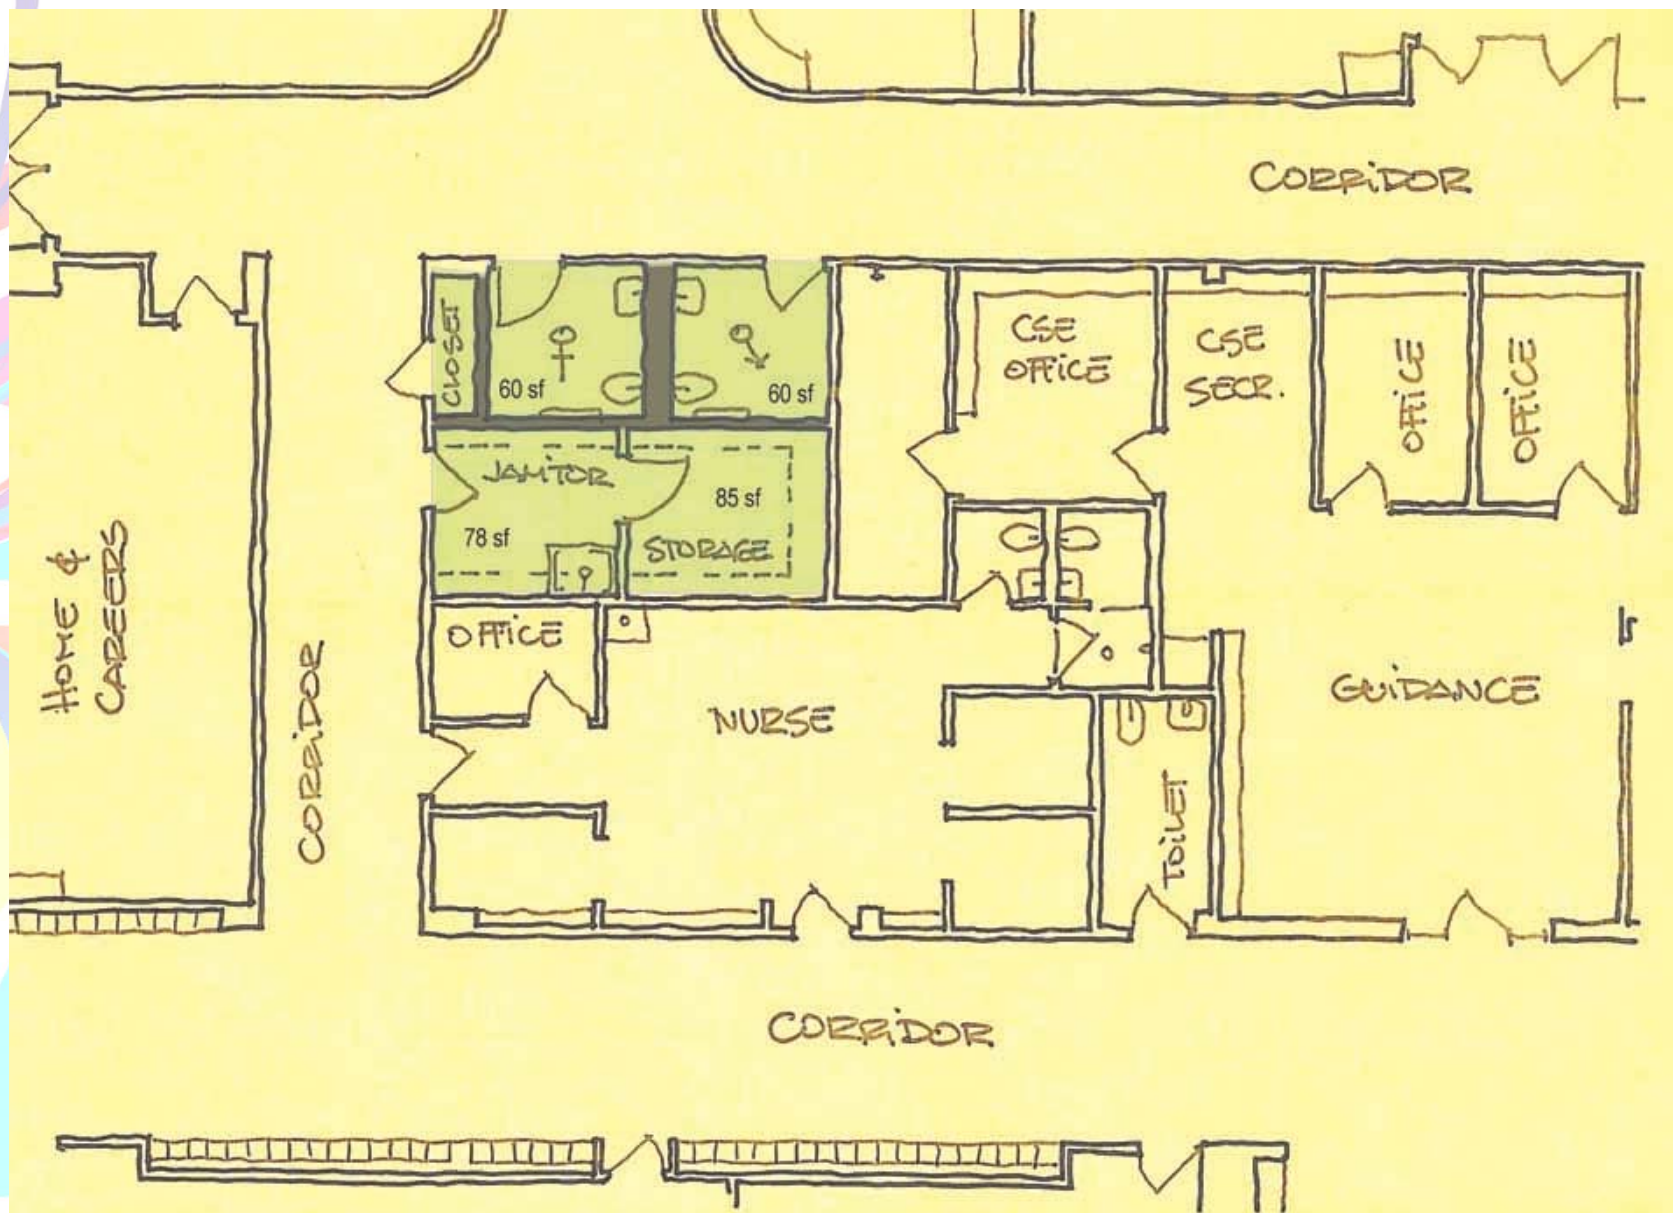 CORRIDOR
CLOSET
60 sf
60 sf
CSE
OFFICE
CSE
SECR.
OFFICE
OFFICE
JANITOR
78 sf
85 sf
STORAGE
HOME &
CAREERS
CORRIDOR
OFFICE
NURSE
TOILET
GUIDANCE
CORRIDOR